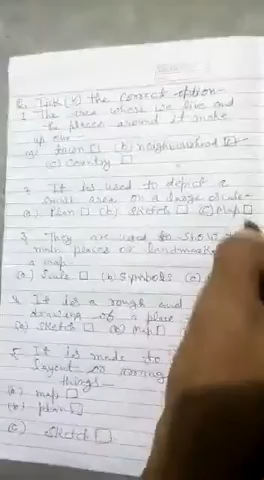 Q. Tick (✓) the correct option-
1. The area where we live and
the places around it make
up our-
(a) town □ (b) neighbourhood ☑
(c) Country □
2. It is used to depict a
small area on a large scale-
(a) Plan □ (b) Sketch □ (c) Map □
3. They are used to show
main places or landmarks
a map-
(a) Scale □ (b) Symbols (c)
4. It is a rough and
drawing of a place
(a) Sketch □ (b) Map □
5. It is made to
layout or
things-
(a) map □
(b) plan □
(c) Sketch □